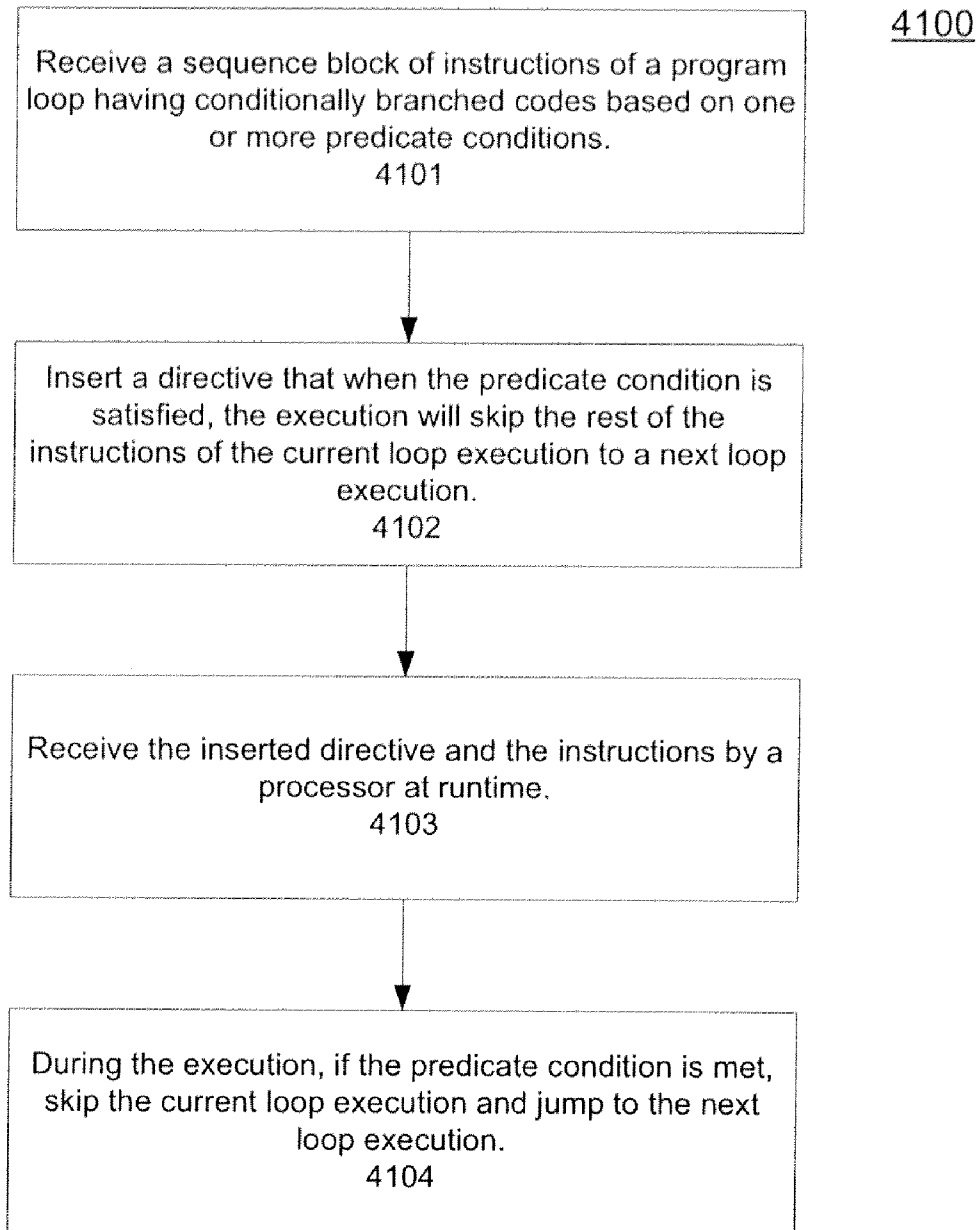 4100
Receive a sequence block of instructions of a program
loop having conditionally branched codes based on one
or more predicate conditions.
4101
Insert a directive that when the predicate condition is
satisfied, the execution will skip the rest of the
instructions of the current loop execution to a next loop
execution.
4102
Receive the inserted directive and the instructions by a
processor at runtime.
4103
During the execution, if the predicate condition is met,
skip the current loop execution and jump to the next
loop execution.
4104